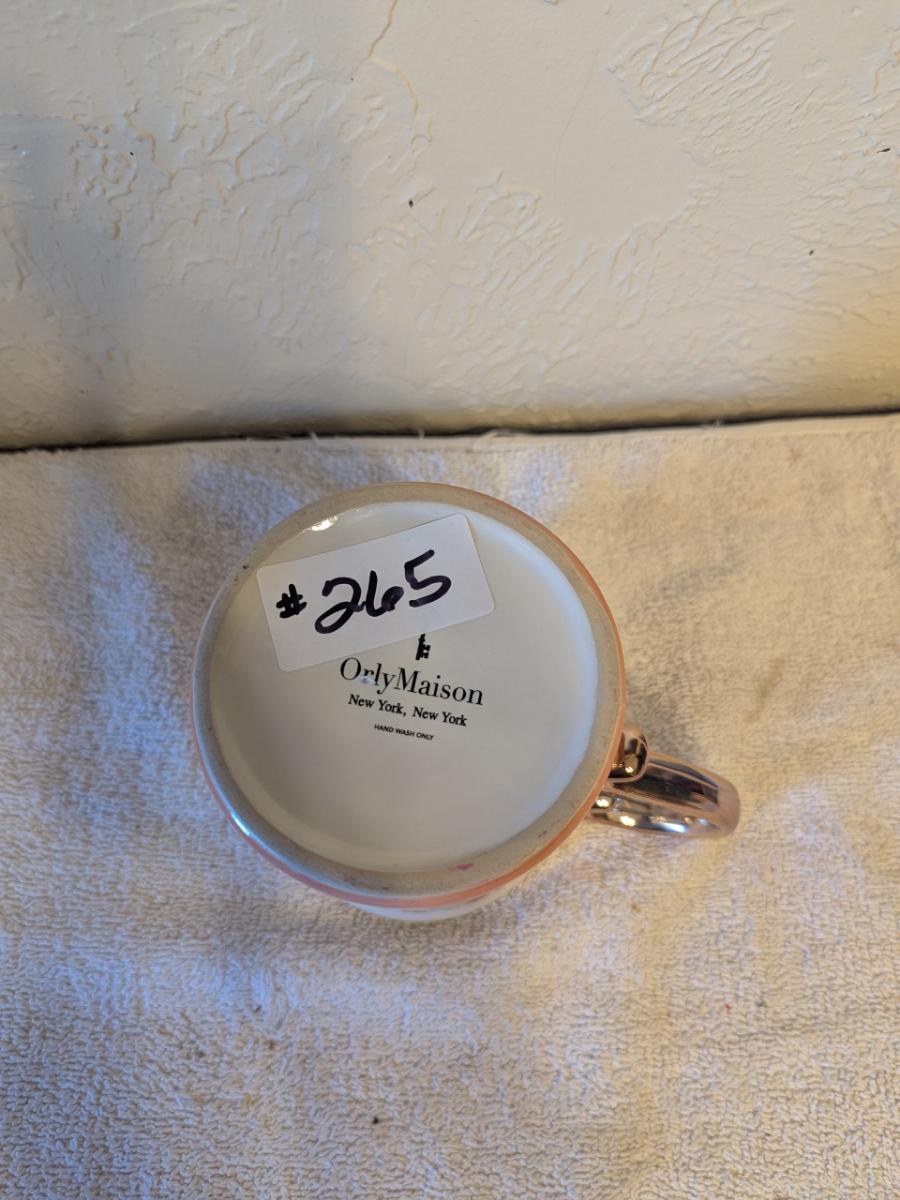 #265
OrlyMaison
New York, New York
HAND WASH ONLY